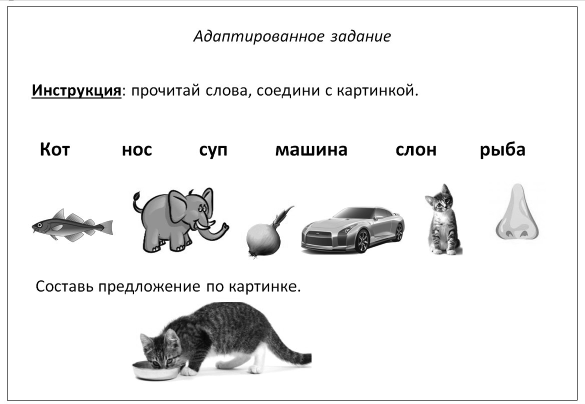 Адаптированное задание
Инструкция: прочитай слова, соедини с картинкой.
Кот нос суп машина слон рыба
Составь предложение по картинке.